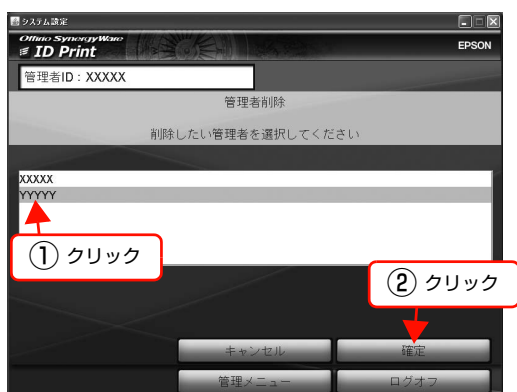 システム設定
Offirio SynergyWare
ID Print
EPSON
管理者ID：XXXXX
管理者削除
削除したい管理者を選択してください
XXXXX
YYYYY
① クリック
② クリック
キャンセル
確定
管理メニュー
ログオフ